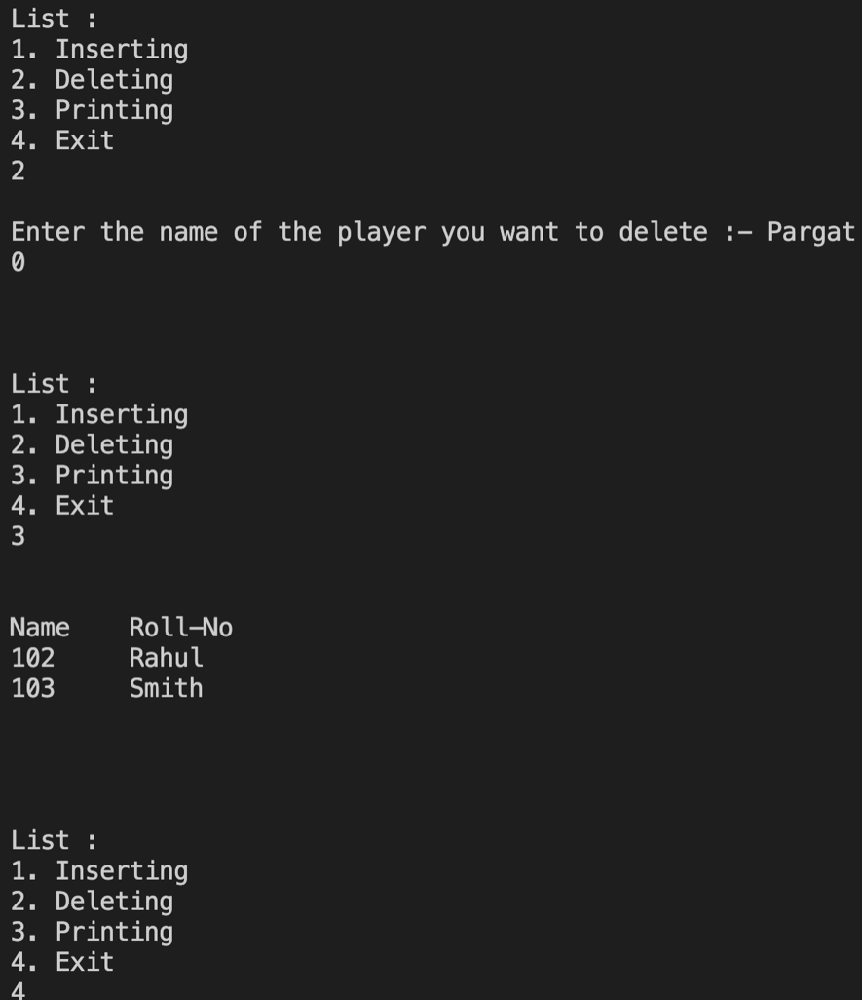 List :
1. Inserting
2. Deleting
3. Printing
4. Exit
2
Enter the name of the player you want to delete :- Pargat
0
List :
1. Inserting
2. Deleting
3. Printing
4. Exit
3
Name    Roll-No
102     Rahul
103     Smith
List :
1. Inserting
2. Deleting
3. Printing
4. Exit
4